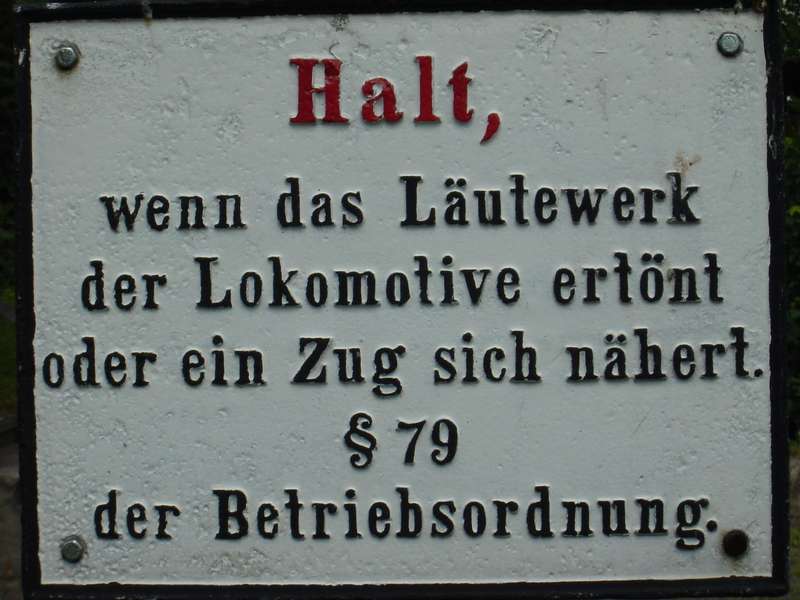 Halt,
wenn das Läutewerk
der Lokomotive ertönt
oder ein Zug sich nähert.
§ 79
der Betriebsordnung.